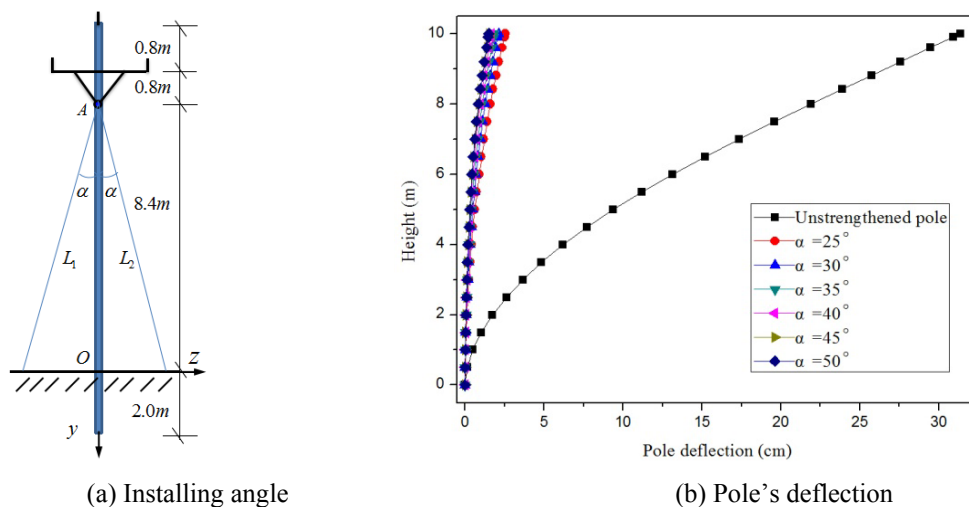 0.8m
0.8m
A
α α
8.4m
L₁ L₂
O Z
2.0m
y
(a) Installing angle
10
8
6
4
2
0
Height (m)
Unstrengthened pole
α =25°
α =30°
α =35°
α =40°
α =45°
α =50°
0 5 10 15 20 25 30
Pole deflection (cm)
(b) Pole's deflection